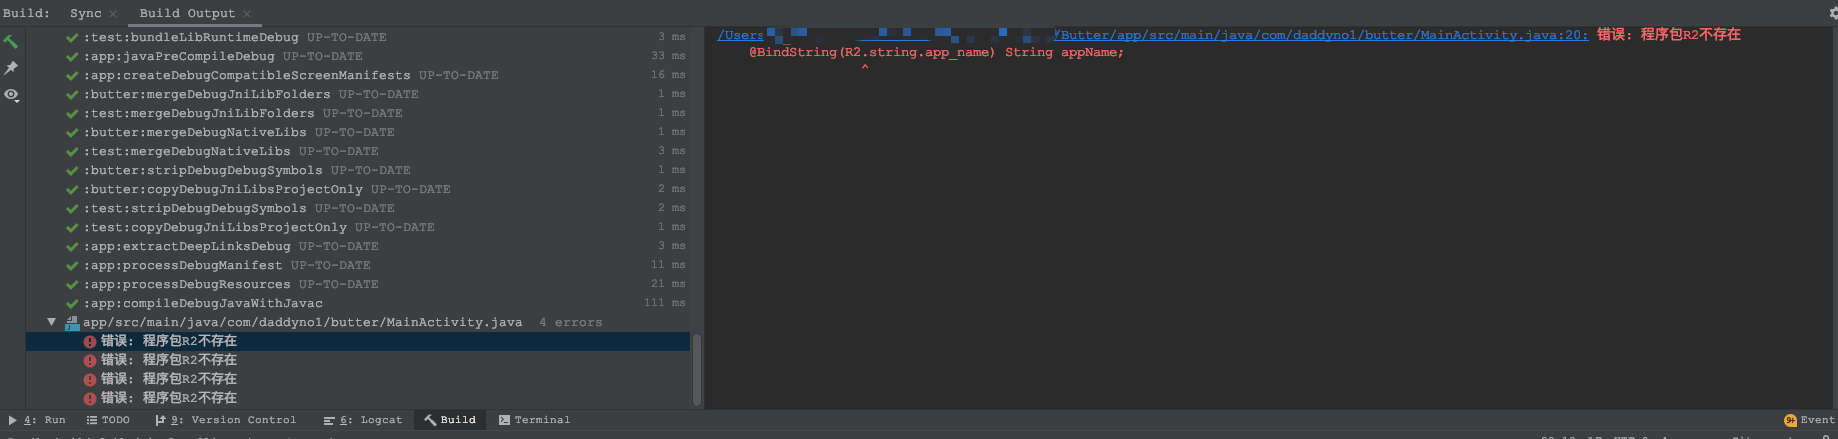 Build: Sync × Build Output ×
:test:bundleLibRuntimeDebug UP-TO-DATE 3 ms
:app:javaPreCompileDebug UP-TO-DATE 33 ms
:app:createDebugCompatibleScreenManifests UP-TO-DATE 16 ms
:butter:mergeDebugJniLibFolders UP-TO-DATE 1 ms
:test:mergeDebugJniLibFolders UP-TO-DATE 1 ms
:butter:mergeDebugNativeLibs UP-TO-DATE 1 ms
:test:mergeDebugNativeLibs UP-TO-DATE 3 ms
:butter:stripDebugDebugSymbols UP-TO-DATE 1 ms
:butter:copyDebugJniLibsProjectOnly UP-TO-DATE 2 ms
:test:stripDebugDebugSymbols UP-TO-DATE 2 ms
:test:copyDebugJniLibsProjectOnly UP-TO-DATE 1 ms
:app:extractDeepLinksDebug UP-TO-DATE 3 ms
:app:processDebugManifest UP-TO-DATE 11 ms
:app:processDebugResources UP-TO-DATE 21 ms
:app:compileDebugJavaWithJavac 111 ms
app/src/main/java/com/daddyno1/butter/MainActivity.java 4 errors
错误: 程序包R2不存在
错误: 程序包R2不存在
错误: 程序包R2不存在
错误: 程序包R2不存在
/Users /Butter/app/src/main/java/com/daddyno1/butter/MainActivity.java:20: 错误: 程序包R2不存在
@BindString(R2.string.app_name) String appName;
^
4: Run TODO 9: Version Control 6: Logcat Build Terminal 9+ Event